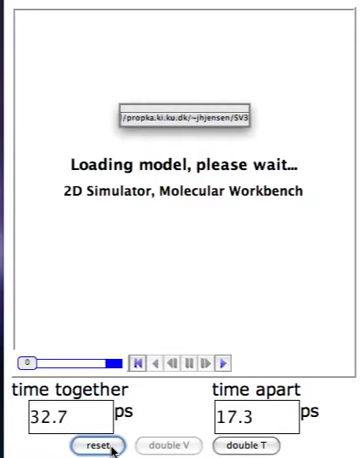 /propka.ki.ku.dk/~jhjensen/SV3
Loading model, please wait...
2D Simulator, Molecular Workbench
0
time together time apart
32.7 ps 17.3 ps
reset double V double T